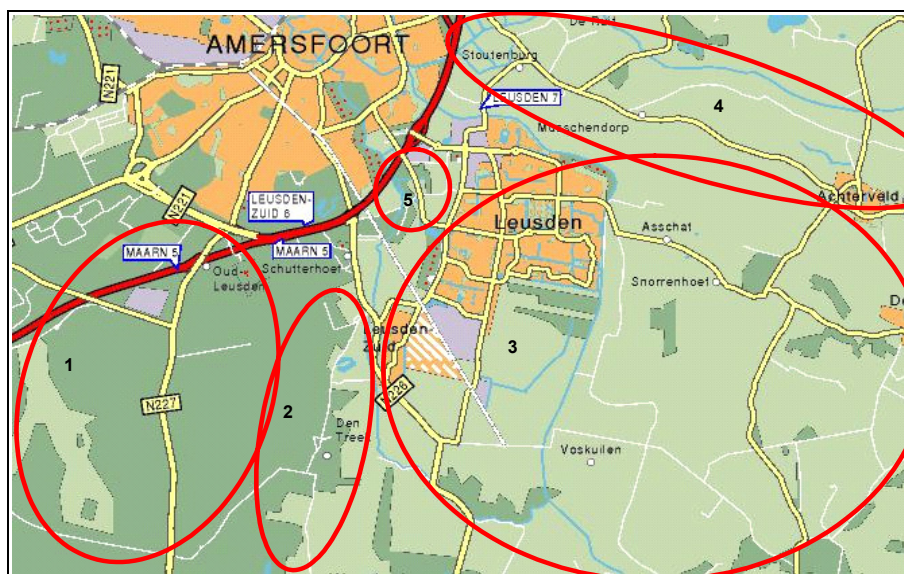 De Ruif
AMERSFOORT
N221
Stoutenburg
LEUSDEN 7
4
Musschendorp
5
N221
LEUSDEN-
ZUID 6
Achterveld
Leusden
Asschat
MAARN 5
MAARN 5
Oud-
Leusden
Schutterhoef
Snorrenhoef
De
Leusden-
Zuid
3
1
N226
N227
2
Den
Treek
Voskuilen